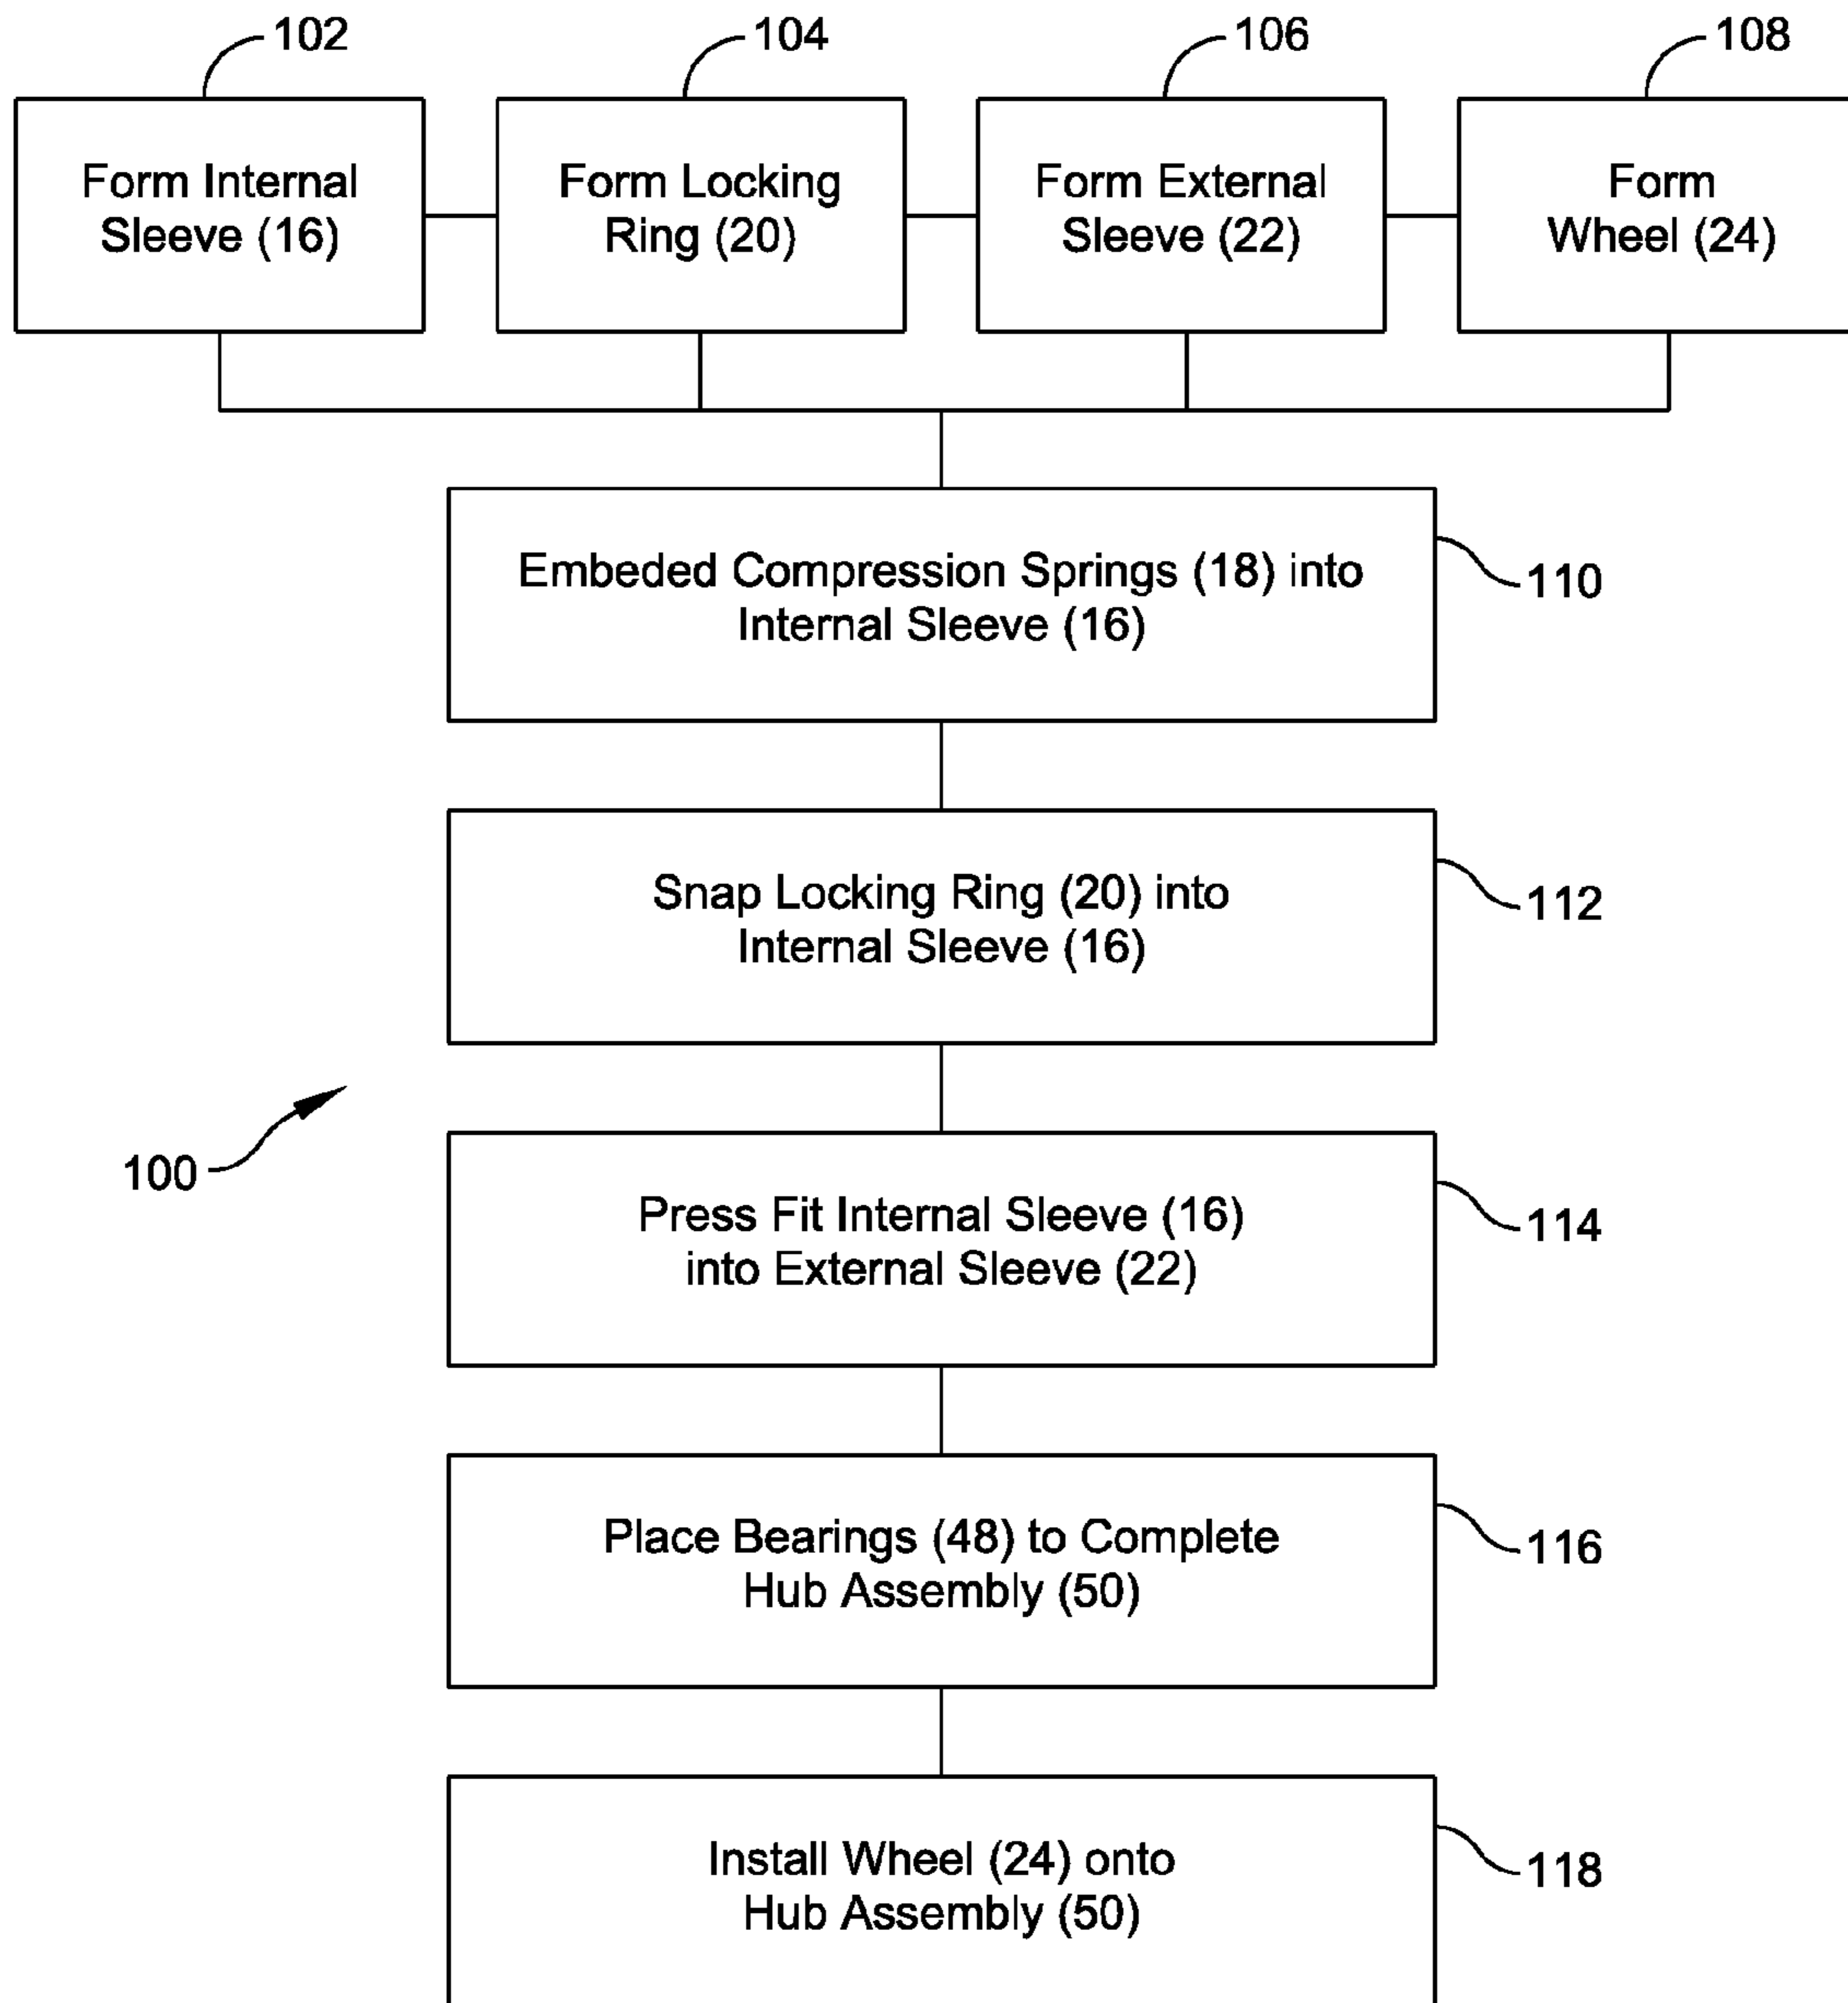 102
104
106
108
Form Internal
Sleeve (16)
Form Locking
Ring (20)
Form External
Sleeve (22)
Form
Wheel (24)
Embeded Compression Springs (18) into
Internal Sleeve (16)
110
Snap Locking Ring (20) into
Internal Sleeve (16)
112
100
Press Fit Internal Sleeve (16)
into External Sleeve (22)
114
Place Bearings (48) to Complete
Hub Assembly (50)
116
Install Wheel (24) onto
Hub Assembly (50)
118